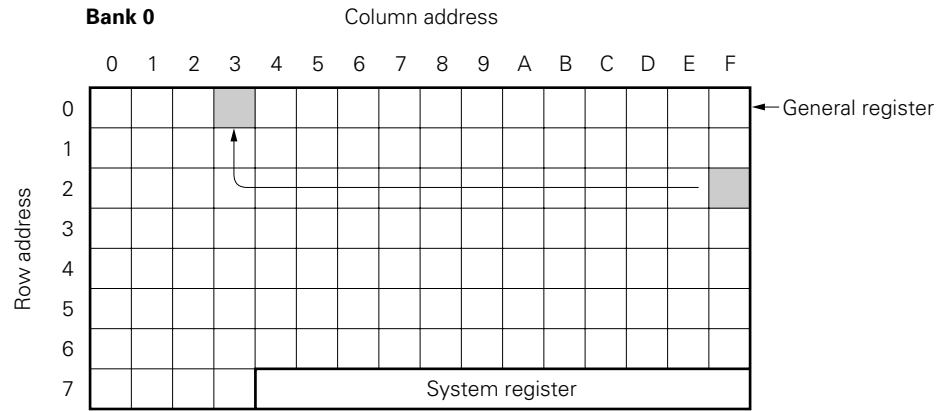 Bank 0 Column address
0 1 2 3 4 5 6 7 8 9 A B C D E F
0 General register
1
2
3
4
5
6
7 System register
Row address